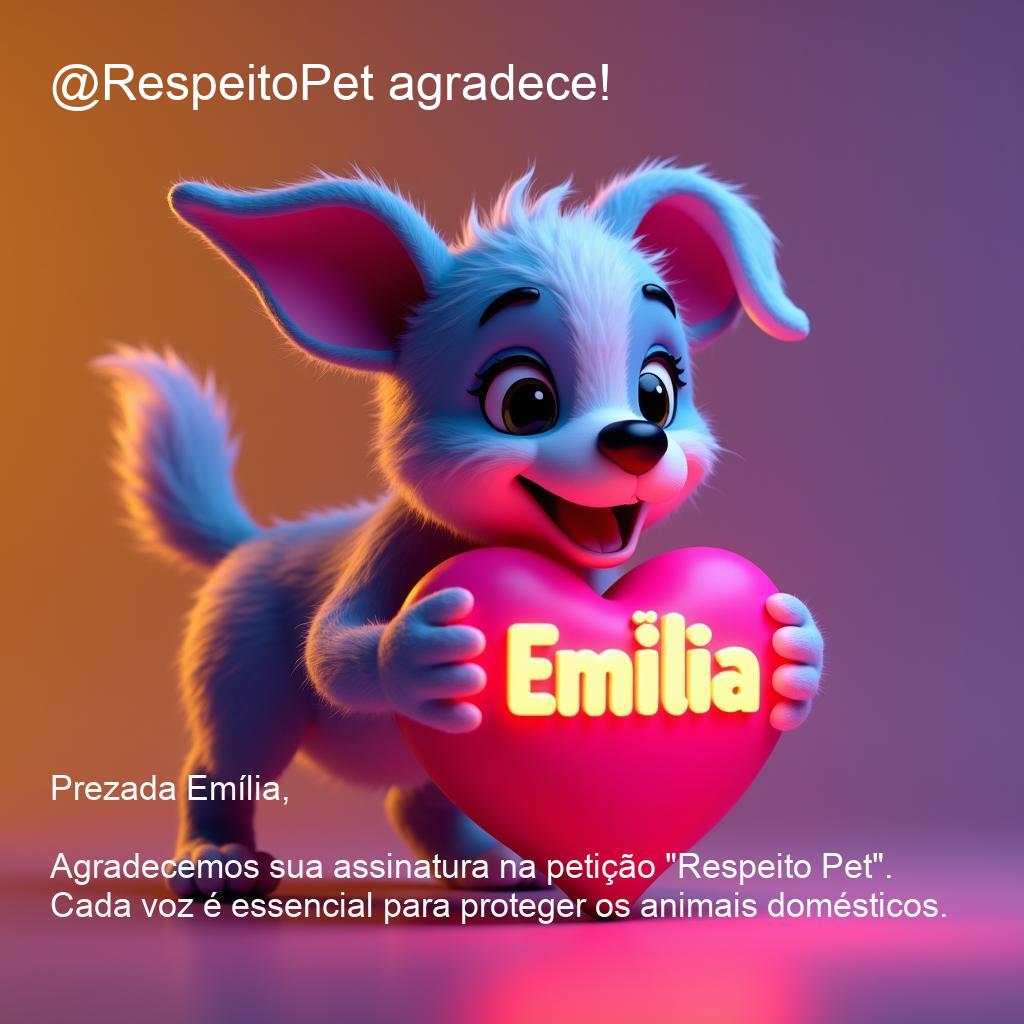 @RespeitoPet agradece!
Emïlia
Prezada Emília,
Agradecemos sua assinatura na petição "Respeito Pet".
Cada voz é essencial para proteger os animais domésticos.